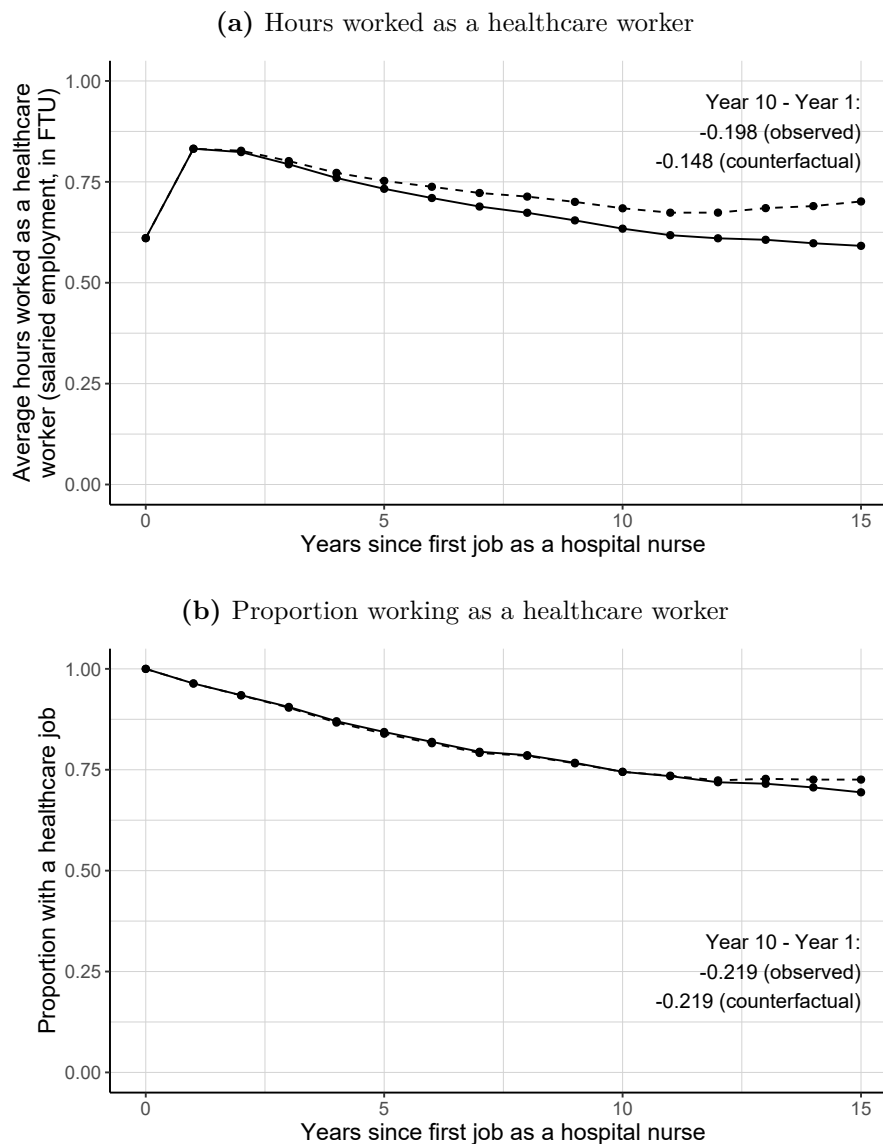 (a) Hours worked as a healthcare worker
Average hours worked as a healthcare
worker (salaried employment, in FTU)
1.00
0.75
0.50
0.25
0.00
Year 10 - Year 1:
-0.198 (observed)
-0.148 (counterfactual)
0 5 10 15
Years since first job as a hospital nurse
(b) Proportion working as a healthcare worker
Proportion with a healthcare job
1.00
0.75
0.50
0.25
0.00
Year 10 - Year 1:
-0.219 (observed)
-0.219 (counterfactual)
0 5 10 15
Years since first job as a hospital nurse